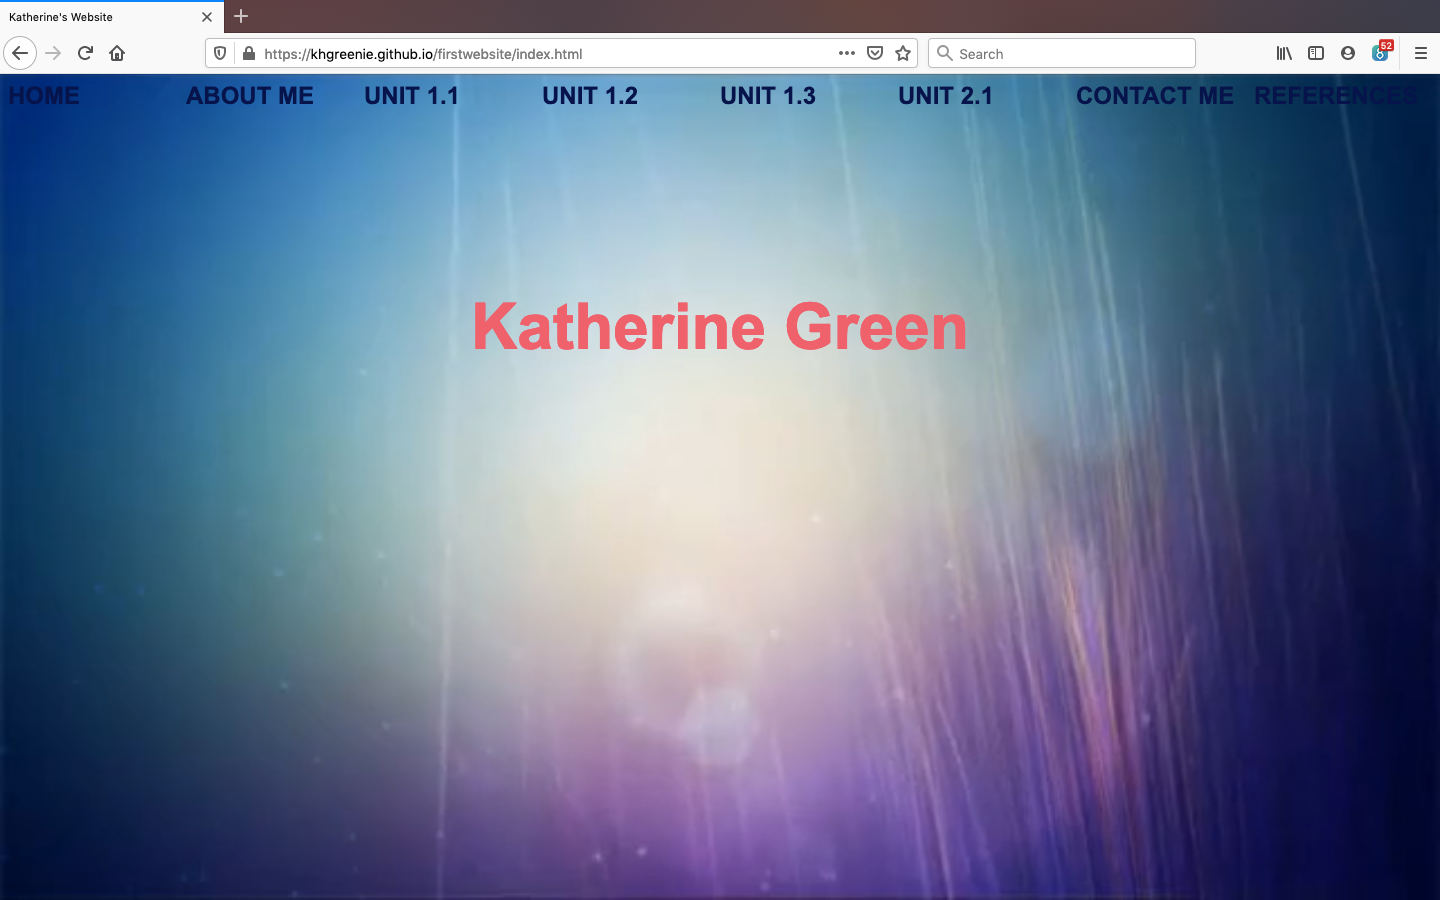 Katherine's Website
https://khgreenie.github.io/firstwebsite/index.html
Search
52
HOME ABOUT ME UNIT 1.1 UNIT 1.2 UNIT 1.3 UNIT 2.1 CONTACT ME REFERENCES
Katherine Green